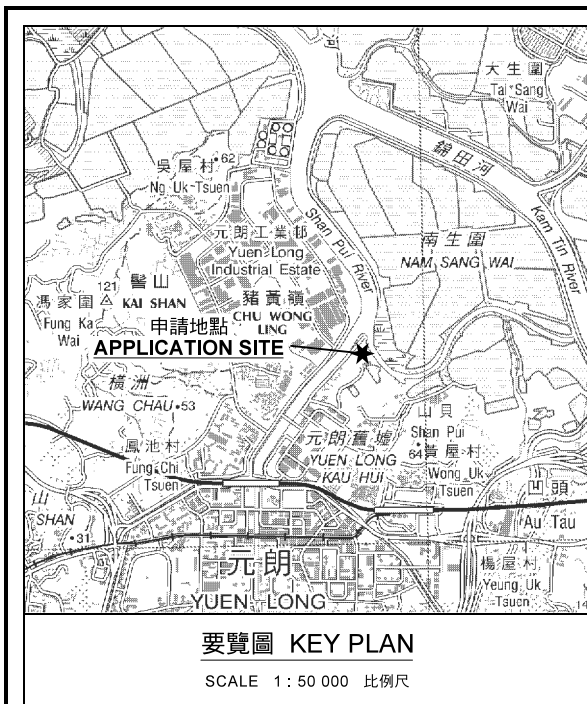 大生圍
Tai Sang
Wai
吳屋村 •62
Ng Uk Tsuen
錦田河
Kam Tin River
Shan Pui River
元朗工業邨
Yuen Long
Industrial Estate
南生圍
NAM SANG WAI
121
髻山
KAI SHAN
馮家圍
Fung Ka
Wai
豬黃嶺
CHU WONG
LING
申請地點
APPLICATION SITE
橫洲
WANG CHAU •53
鳳池村
Fung Chi
Tsuen
元朗舊墟
YUEN LONG
KAU HUI
山貝
Shan Pui
64
黃屋村
Wong Uk
Tsuen
凹頭
Au Tau
山
SHAN
•31
元朗
YUEN LONG
楊屋村
Yeung Uk
Tsuen
14
要覽圖 KEY PLAN
SCALE 1 : 50 000 比例尺